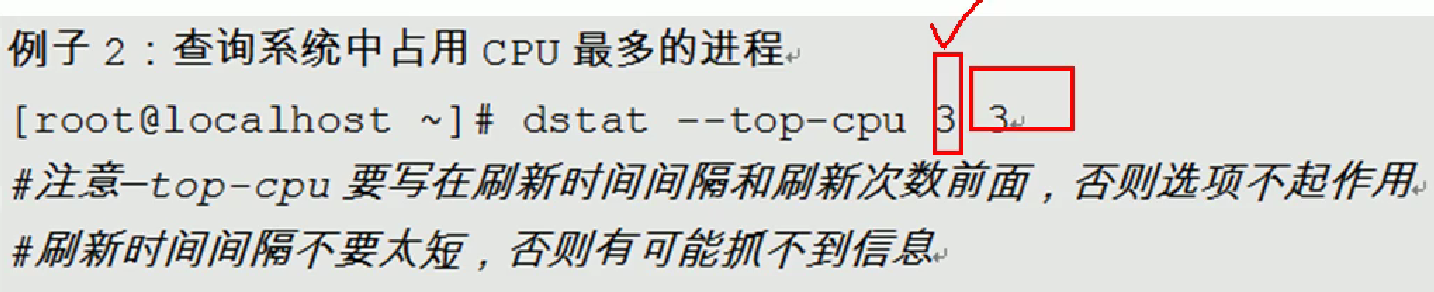 例子 2：查询系统中占用 CPU 最多的进程
[root@localhost ~]# dstat --top-cpu 3 3
#注意—top-cpu 要写在刷新时间间隔和刷新次数前面，否则选项不起作用
#刷新时间间隔不要太短，否则有可能抓不到信息